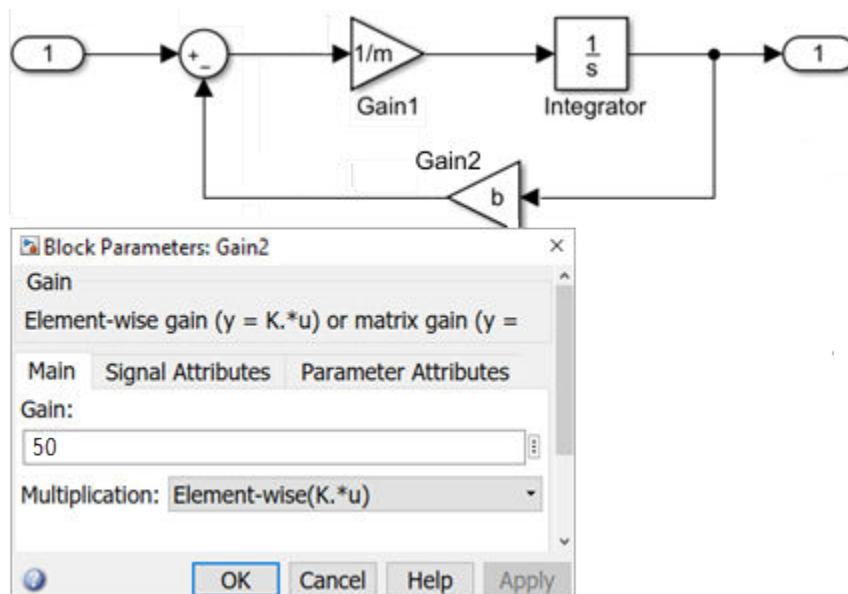 1
+
−
1/m
Gain1
1
s
Integrator
1
Gain2
b
Block Parameters: Gain2
Gain
Element-wise gain (y = K.*u) or matrix gain (y =
Main Signal Attributes Parameter Attributes
Gain:
50
Multiplication: Element-wise(K.*u)
OK Cancel Help Apply